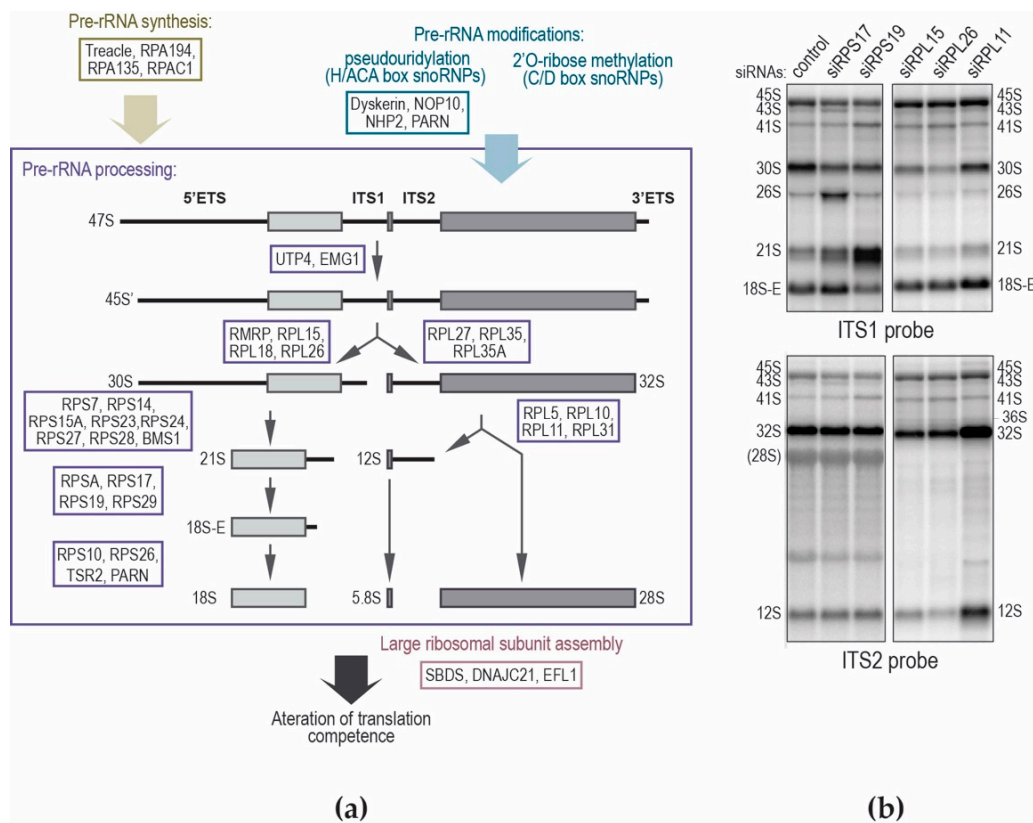 Pre-rRNA synthesis:
Treacle, RPA194,
RPA135, RPAC1
Pre-rRNA modifications:
pseudouridylation
(H/ACA box snoRNPs)
2'O-ribose methylation
(C/D box snoRNPs)
Dyskerin, NOP10,
NHP2, PARN
Pre-rRNA processing:
5'ETS
ITS1
ITS2
3'ETS
47S
UTP4, EMG1
45S'
RMRP, RPL15,
RPL18, RPL26
RPL27, RPL35,
RPL35A
30S
32S
RPS7, RPS14,
RPS15A, RPS23,RPS24,
RPS27, RPS28, BMS1
RPL5, RPL10,
RPL11, RPL31
21S
12S
RPSA, RPS17,
RPS19, RPS29
18S-E
RPS10, RPS26,
TSR2, PARN
18S
5.8S
28S
Large ribosomal subunit assembly
SBDS, DNAJC21, EFL1
Ateration of translation
competence
(a)
siRNAs:
control
siRPS17
siRPS19
siRPL15
siRPL26
siRPL11
45S
43S
41S
30S
26S
21S
18S-E
45S
43S
41S
30S
26S
21S
18S-E
ITS1 probe
45S
43S
41S
32S
(28S)
12S
45S
43S
41S
36S
32S
12S
ITS2 probe
(b)